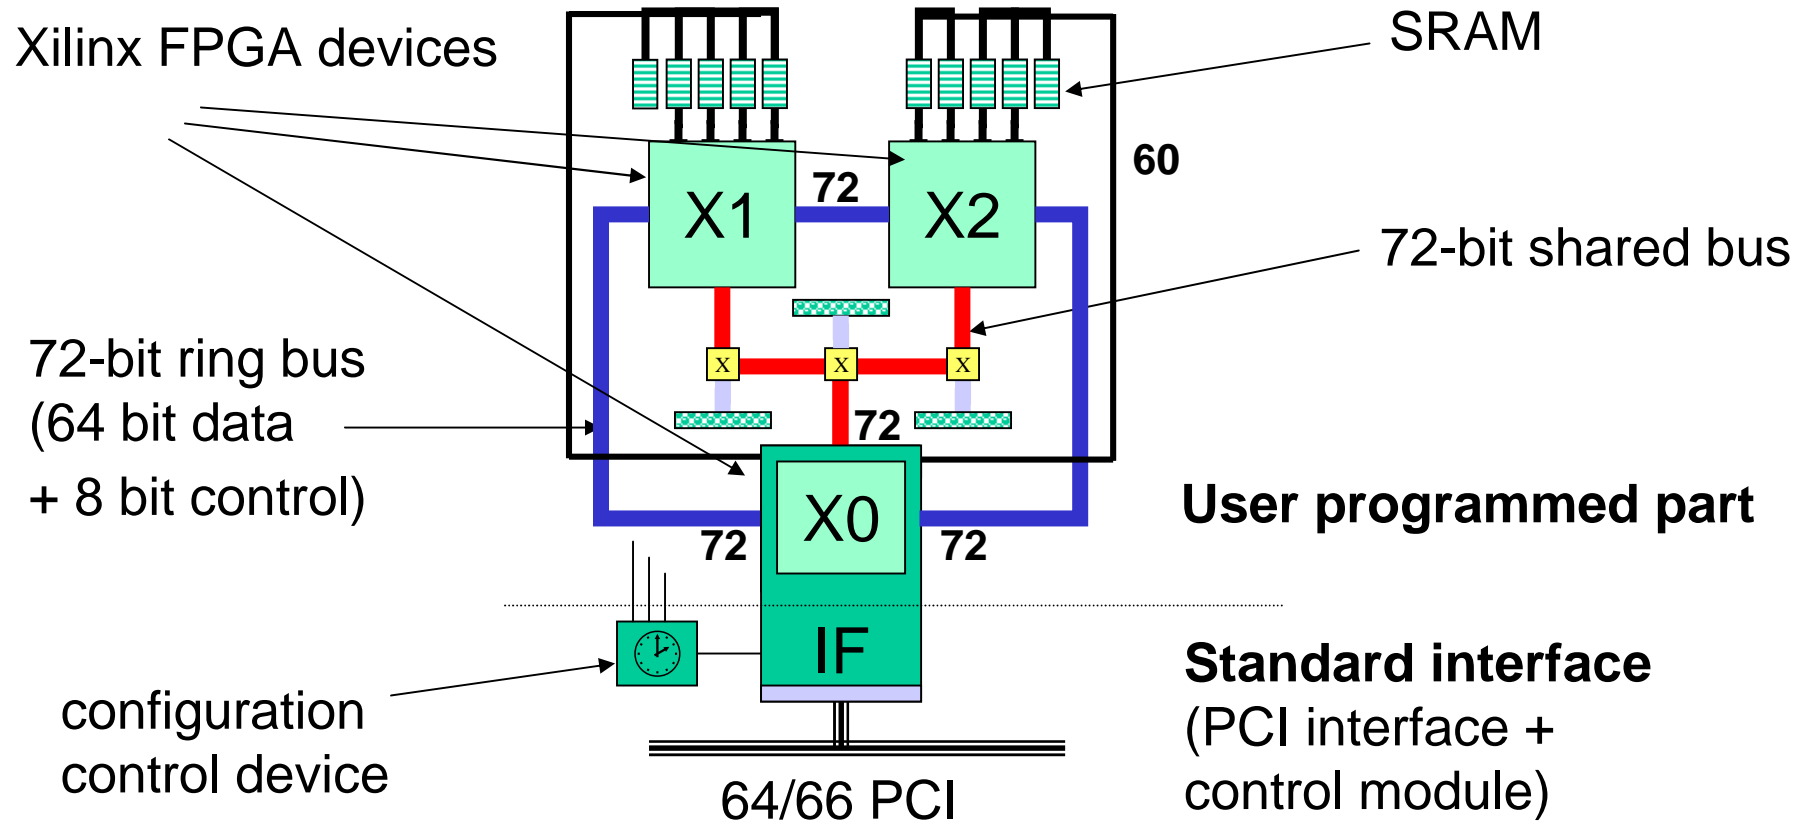 Xilinx FPGA devices
SRAM
60
X1
72
X2
72-bit shared bus
72-bit ring bus
(64 bit data
+ 8 bit control)
X
X
X
72
X0
72
72
User programmed part
IF
Standard interface
(PCI interface +
control module)
configuration
control device
64/66 PCI